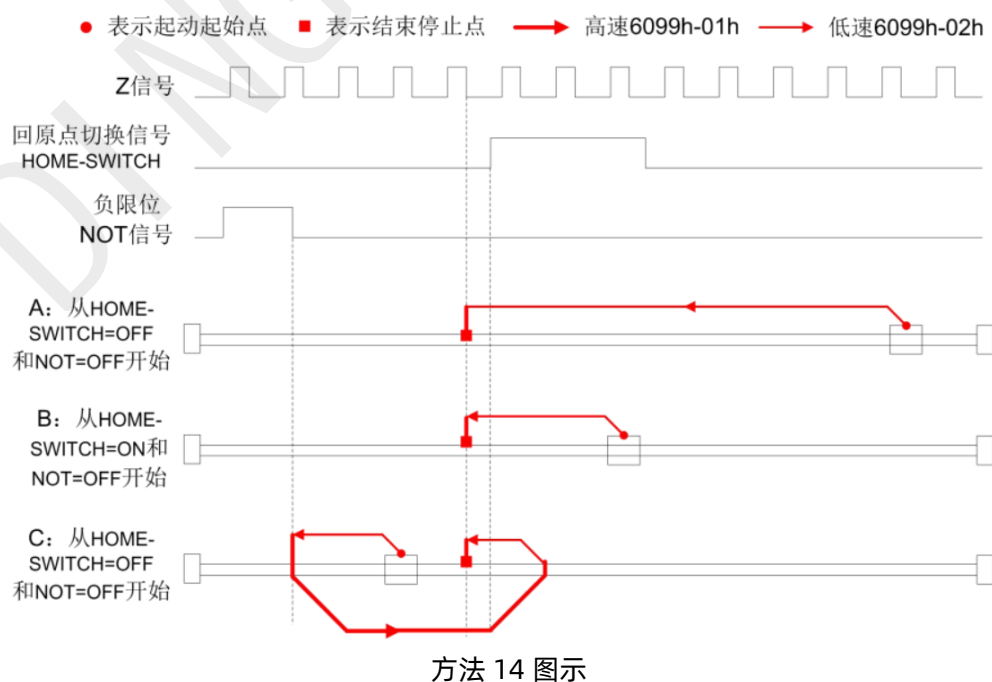 表示起动起始点 表示结束停止点 高速6099h-01h 低速6099h-02h
Z信号
回原点切换信号
HOME-SWITCH
负限位
NOT信号
A：从HOME-
SWITCH=OFF
和NOT=OFF开始
B：从HOME-
SWITCH=ON和
NOT=OFF开始
C：从HOME-
SWITCH=OFF
和NOT=OFF开始
方法 14 图示